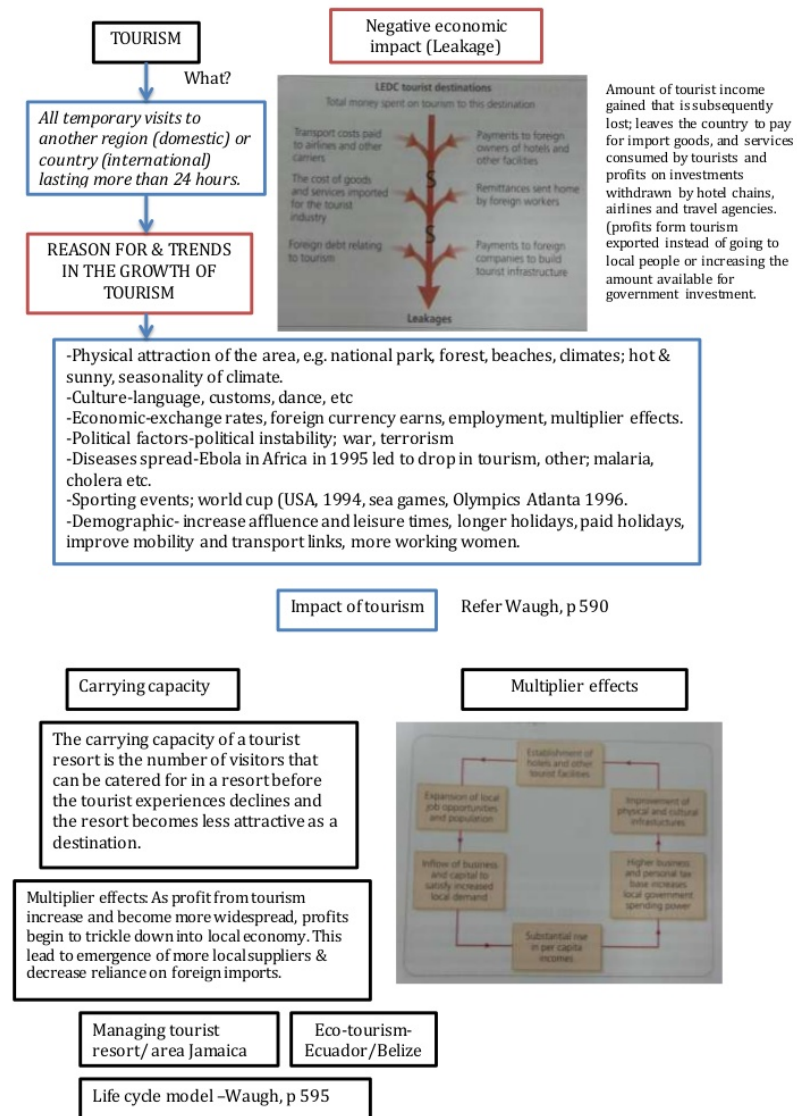 TOURISM
What?
All temporary visits to
another region (domestic) or
country (international)
lasting more than 24 hours.
REASON FOR & TRENDS
IN THE GROWTH OF
TOURISM
Negative economic
impact (Leakage)
LEDC tourist destinations
Total money spent on tourism to this destination
Transport costs paid
to airlines and other
carriers
Payments to foreign
owners of hotels and
other facilities
S
The cost of goods
and services imported
for the tourist
industry
Remittances sent home
by foreign workers
S
Foreign debt relating
to tourism
Payments to foreign
companies to build
tourist infrastructure
Leakages
Amount of tourist income
gained that is subsequently
lost; leaves the country to pay
for import goods, and services
consumed by tourists and
profits on investments
withdrawn by hotel chains,
airlines and travel agencies.
(profits form tourism
exported instead of going to
local people or increasing the
amount available for
government investment.
-Physical attraction of the area, e.g. national park, forest, beaches, climates; hot &
sunny, seasonality of climate.
-Culture-language, customs, dance, etc
-Economic-exchange rates, foreign currency earns, employment, multiplier effects.
-Political factors-political instability; war, terrorism
-Diseases spread-Ebola in Africa in 1995 led to drop in tourism, other; malaria,
cholera etc.
-Sporting events; world cup (USA, 1994, sea games, Olympics Atlanta 1996.
-Demographic- increase affluence and leisure times, longer holidays, paid holidays,
improve mobility and transport links, more working women.
Impact of tourism
Refer Waugh, p 590
Carrying capacity
The carrying capacity of a tourist
resort is the number of visitors that
can be catered for in a resort before
the tourist experiences declines and
the resort becomes less attractive as a
destination.
Multiplier effects: As profit from tourism
increase and become more widespread, profits
begin to trickle down into local economy. This
lead to emergence of more local suppliers &
decrease reliance on foreign imports.
Multiplier effects
Establishment of
hotels and other
tourist facilities
Expansion of local
job opportunities
and population
Improvement of
physical and cultural
infrastructures
Inflow of business
and capital to
satisfy increased
local demand
Higher business
and personal tax
base increases
local government
spending power
Substantial rise
in per capita
incomes
Managing tourist
resort/ area Jamaica
Eco-tourism-
Ecuador/Belize
Life cycle model –Waugh, p 595